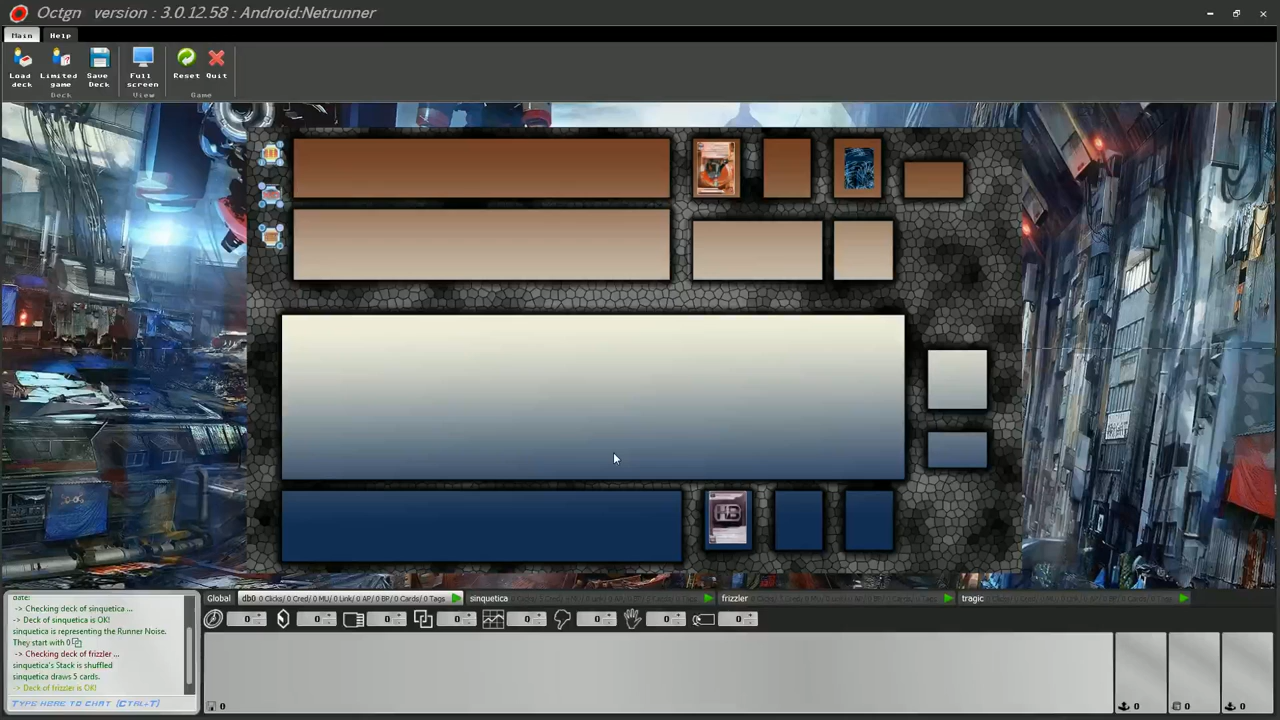 Octgn version : 3.0.12.58 : Android:Netrunner
Main Help
Load deck
Limited game
Save Deck
Full screen
Reset Quit
Deck View Game
HB
date:
-> Checking deck of sinquetica ...
-> Deck of sinquetica is OK!
sinquetica is representing the Runner Noise.
They start with 0
-> Checking deck of frizzler ...
sinquetica's Stack is shuffled
sinquetica draws 5 cards.
-> Deck of frizzler is OK!
TYPE HERE TO CHAT (CTRL+T)
Global db0 0 Clicks/ 0 Cred/ 0 MU/ 0 Link/ 0 AP/ 0 BP/ 0 Cards/ 0 Tags sinquetica frizzler tragic
0 0 0 0 0 0 0 0
0 0 0 0